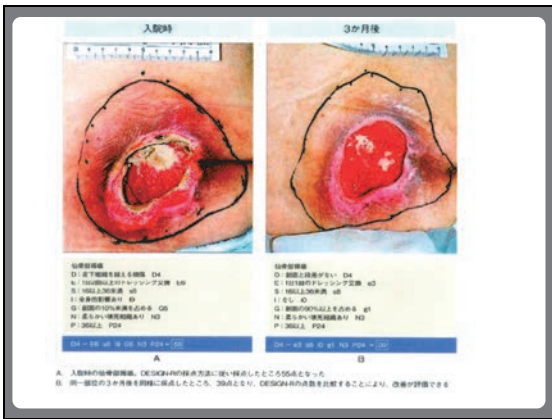 入院時
3か月後
仙骨部褥瘡
D：皮下組織を越える損傷 D4
E：1日2回以上のドレッシング交換 E6
S：16以上36未満 s8
I：全身的影響あり I9
G：創面の10％未満を占める G5
N：柔らかい壊死組織あり N3
P：36以上 P24
仙骨部褥瘡
D：創面と段差がない D4
E：1日1回のドレッシング交換 e3
S：16以上36未満 s8
I：なし i0
G：創面の90％以上を占める g1
N：柔らかい壊死組織あり N3
P：36以上 P24
A
B
A. 入院時の仙骨部褥瘡。DESIGN-Rの採点方法に従い採点したところ55点となった
B. 同一部位の3か月後を同様に採点したところ、39点となり、DESIGN-Rの点数を比較することにより、改善が評価できる